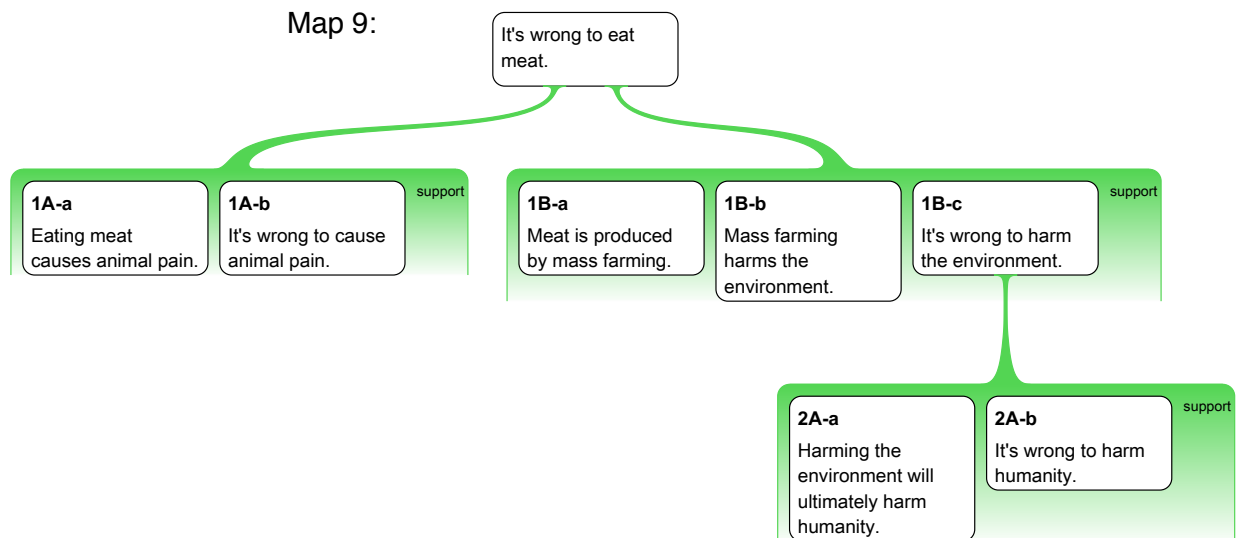 Map 9:
It's wrong to eat
meat.
support
1A-a
Eating meat
causes animal pain.
1A-b
It's wrong to cause
animal pain.
support
1B-a
Meat is produced
by mass farming.
1B-b
Mass farming
harms the
environment.
1B-c
It's wrong to harm
the environment.
support
2A-a
Harming the
environment will
ultimately harm
humanity.
2A-b
It's wrong to harm
humanity.